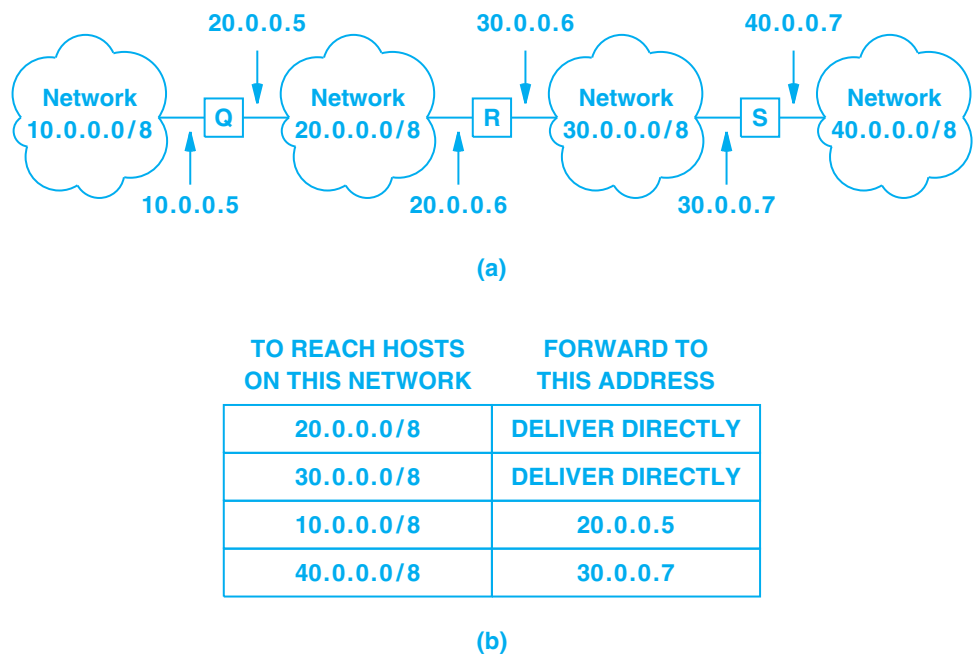 20.0.0.5 30.0.0.6 40.0.0.7
Network Network Network Network
10.0.0.0/8 Q 20.0.0.0/8 R 30.0.0.0/8 S 40.0.0.0/8
10.0.0.5 20.0.0.6 30.0.0.7
(a)
TO REACH HOSTS FORWARD TO
ON THIS NETWORK THIS ADDRESS
20.0.0.0/8 DELIVER DIRECTLY
30.0.0.0/8 DELIVER DIRECTLY
10.0.0.0/8 20.0.0.5
40.0.0.0/8 30.0.0.7
(b)